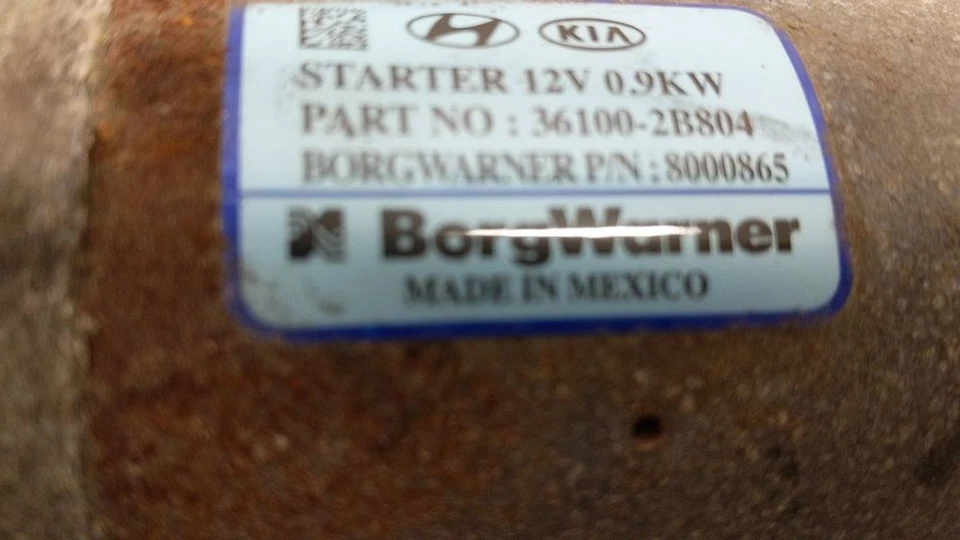 KIA
STARTER 12V 0.9KW
PART NO : 36100-2B804
BORGWARNER P/N : 8000865
BorgWarner
MADE IN MEXICO